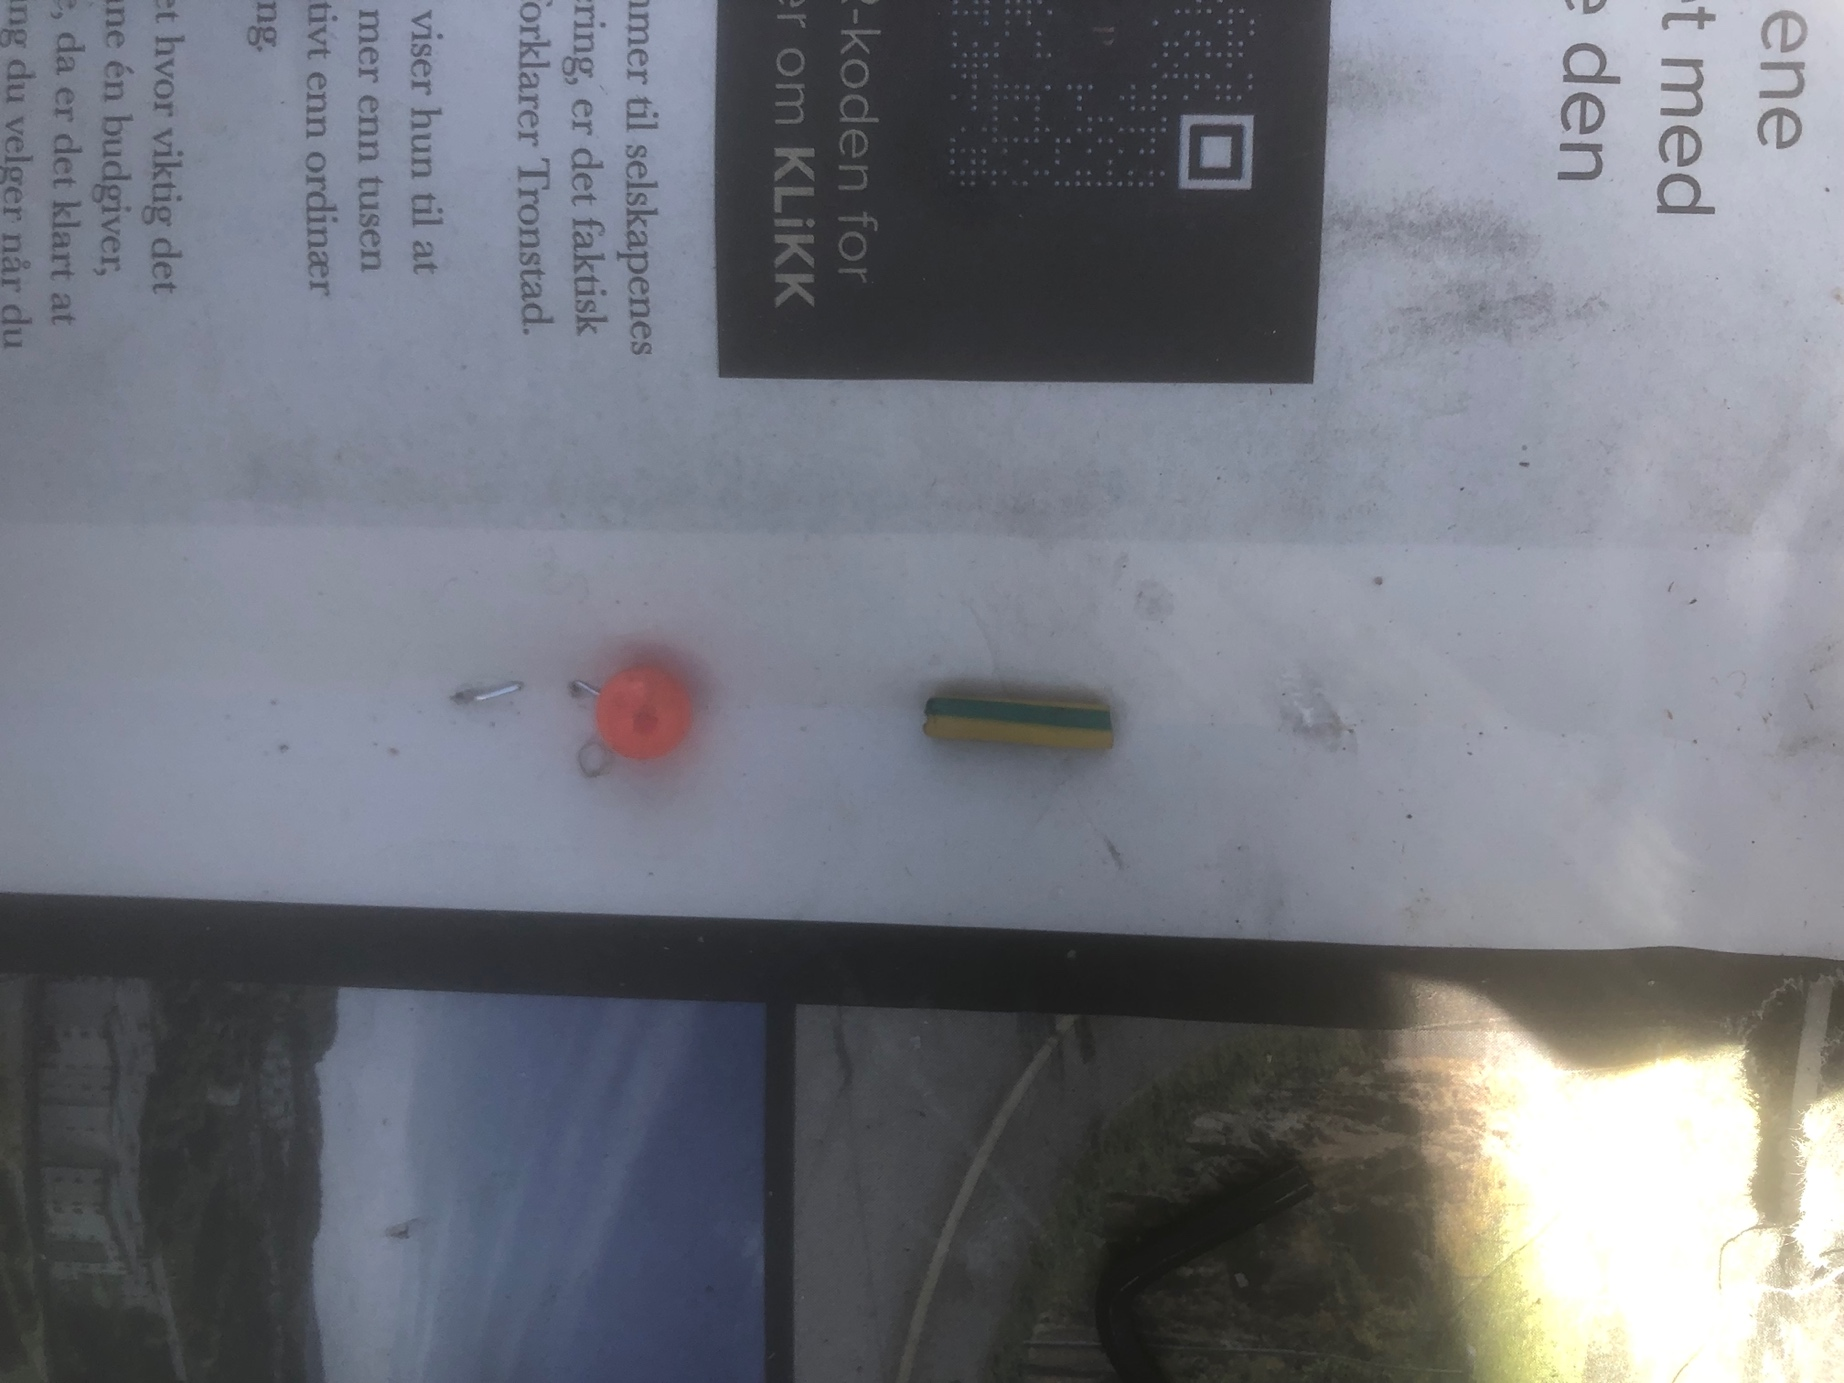 ene
t med
e den
-koden for
er om KLiKK
mer til selskapenes
ering, er det faktisk
forklarer Tronstad.
viser hun til at
mer enn tusen
tivt enn ordinær
ng.
et hvor viktig det
ne én budgiver,
e, da er det klart at
ng du velger når du